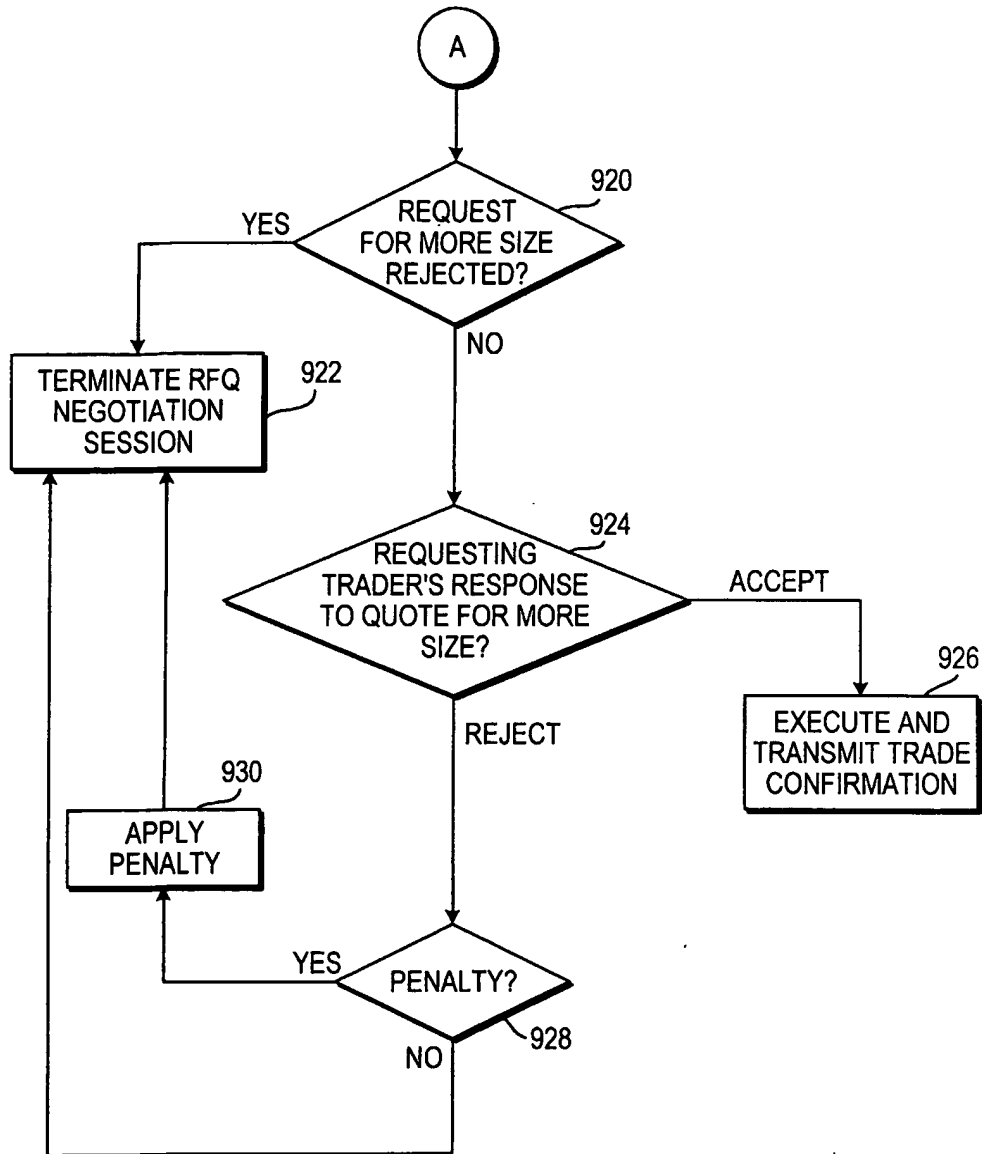 A
920
REQUEST
FOR MORE SIZE
REJECTED?
YES
NO
TERMINATE RFQ
NEGOTIATION
SESSION
922
924
REQUESTING
TRADER'S RESPONSE
TO QUOTE FOR MORE
SIZE?
ACCEPT
926
EXECUTE AND
TRANSMIT TRADE
CONFIRMATION
REJECT
930
APPLY
PENALTY
YES
PENALTY?
928
NO